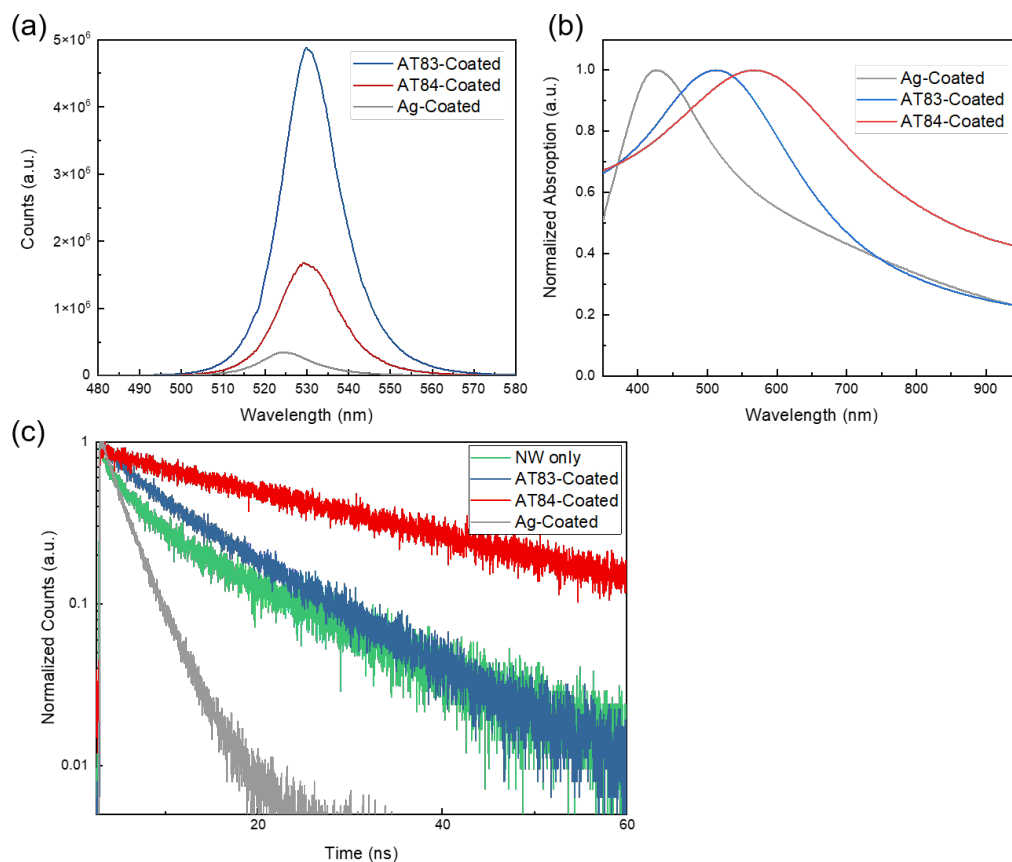 (a)
5×10⁶
4×10⁶
3×10⁶
2×10⁶
1×10⁶
0
Counts (a.u.)
AT83-Coated
AT84-Coated
Ag-Coated
480 490 500 510 520 530 540 550 560 570 580
Wavelength (nm)
(b)
1.0
0.8
0.6
0.4
0.2
0.0
Normalized Absroption (a.u.)
Ag-Coated
AT83-Coated
AT84-Coated
400 500 600 700 800 900
Wavelength (nm)
(c)
1
0.1
0.01
Normalized Counts (a.u.)
NW only
AT83-Coated
AT84-Coated
Ag-Coated
20 40 60
Time (ns)